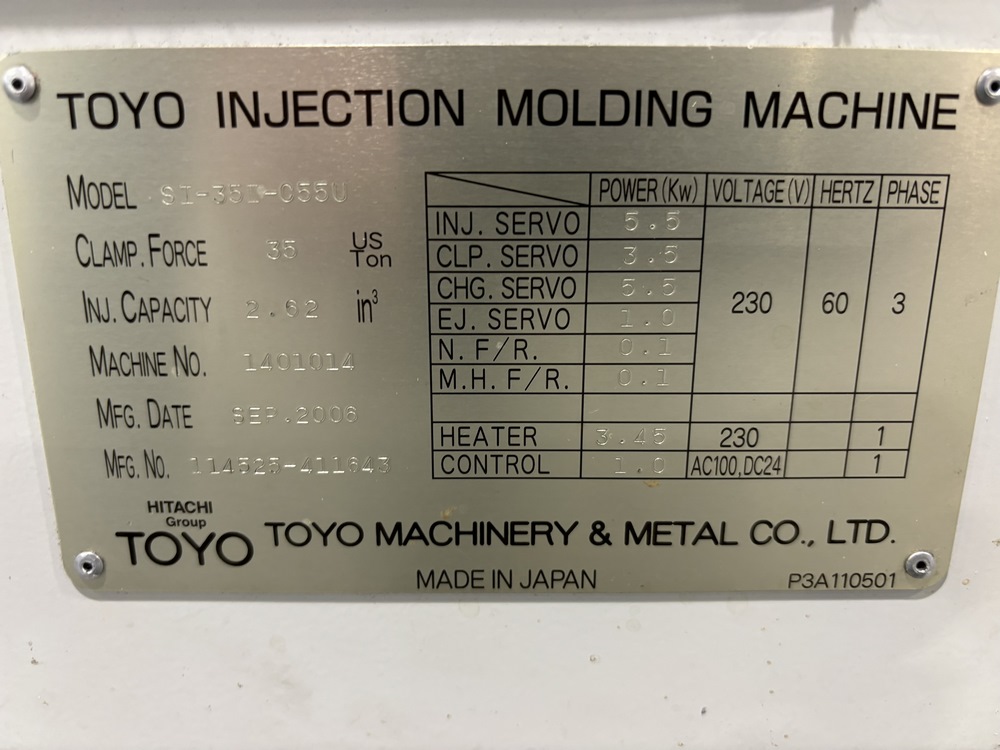 TOYO INJECTION MOLDING MACHINE
MODEL SI-35I-055U
CLAMP. FORCE 35 US Ton
INJ. CAPACITY 2.62 in³
MACHINE NO. 1401014
MFG. DATE SEP.2006
MFG. NO. 114525-411643
POWER (Kw) VOLTAGE (V) HERTZ PHASE
INJ. SERVO 5.5
CLP. SERVO 3.5
CHG. SERVO 5.5
EJ. SERVO 1.0
N. F/R. 0.1
M.H. F/R. 0.1
230 60 3
HEATER 3.45 230 1
CONTROL 1.0 AC100,DC24 1
HITACHI
Group
TOYO TOYO MACHINERY & METAL CO., LTD.
MADE IN JAPAN P3A110501